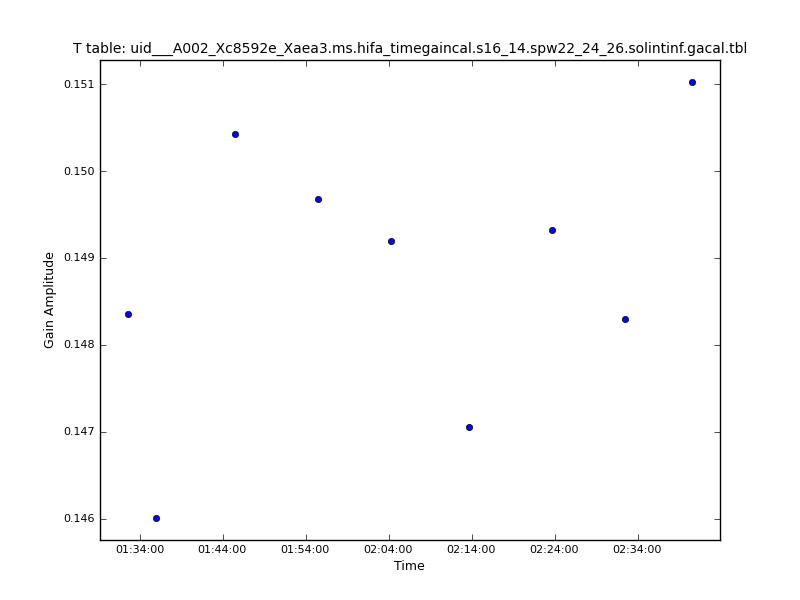 T table: uid___A002_Xc8592e_Xaea3.ms.hifa_timegaincal.s16_14.spw22_24_26.solintinf.gacal.tbl
0.151
0.150
0.149
0.148
0.147
0.146
Gain Amplitude
01:34:00 01:44:00 01:54:00 02:04:00 02:14:00 02:24:00 02:34:00
Time